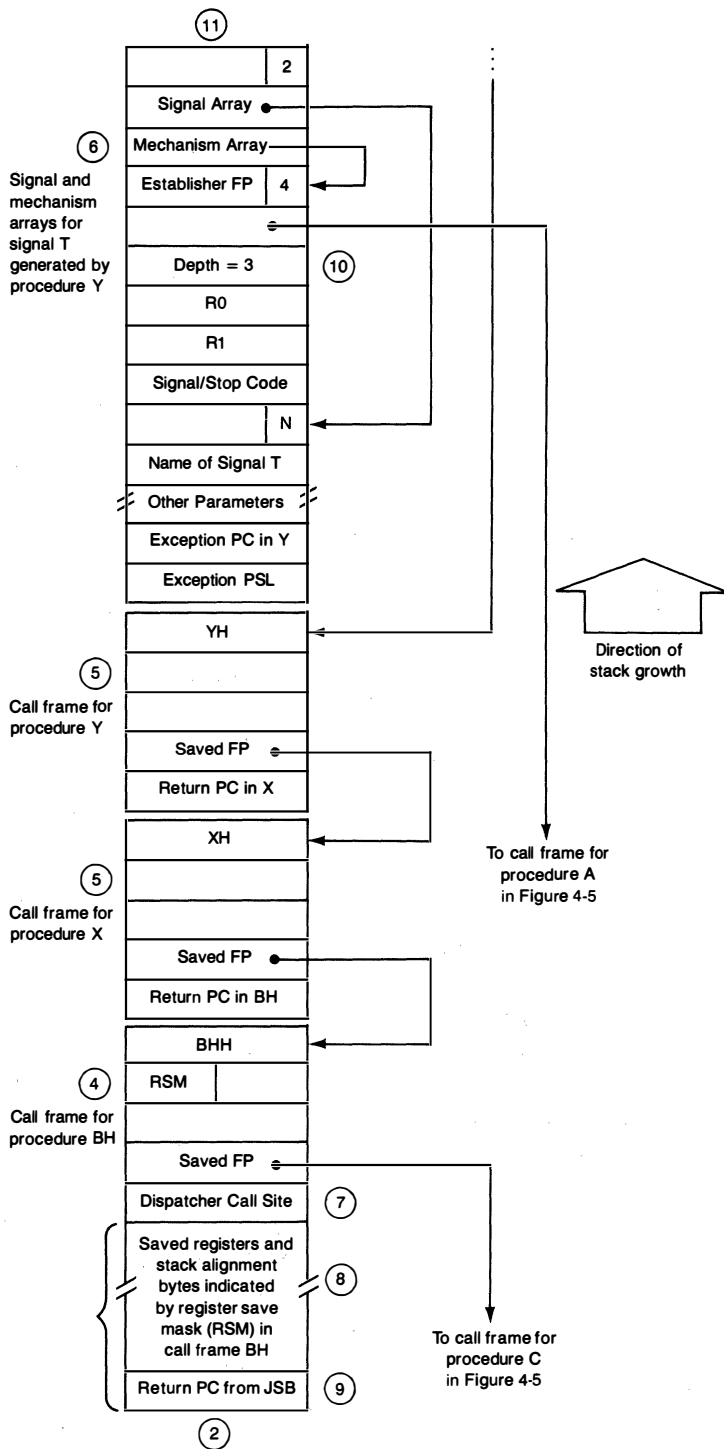 11
2
Signal Array
6
Mechanism Array
Signal and
mechanism
arrays for
signal T
generated by
procedure Y
Establisher FP 4
Depth = 3
10
R0
R1
Signal/Stop Code
N
Name of Signal T
Other Parameters
Exception PC in Y
Exception PSL
Direction of
stack growth
YH
5
Call frame for
procedure Y
Saved FP
Return PC in X
XH
To call frame for
procedure A
in Figure 4-5
5
Call frame for
procedure X
Saved FP
Return PC in BH
BHH
4
RSM
Call frame for
procedure BH
Saved FP
Dispatcher Call Site
7
Saved registers and
stack alignment
bytes indicated
by register save
mask (RSM) in
call frame BH
8
To call frame for
procedure C
in Figure 4-5
Return PC from JSB
9
2